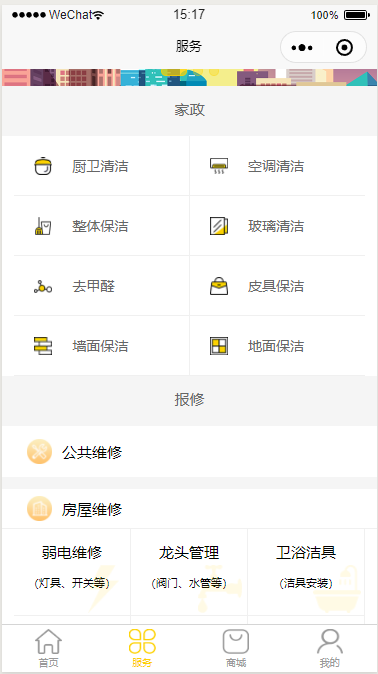 WeChat 15:17 100%
服务
家政
厨卫清洁 空调清洁
整体保洁 玻璃清洁
去甲醛 皮具保洁
墙面保洁 地面保洁
报修
公共维修
房屋维修
弱电维修 龙头管理 卫浴洁具
(灯具、开关等) (阀门、水管等) (洁具安装)
首页 服务 商城 我的